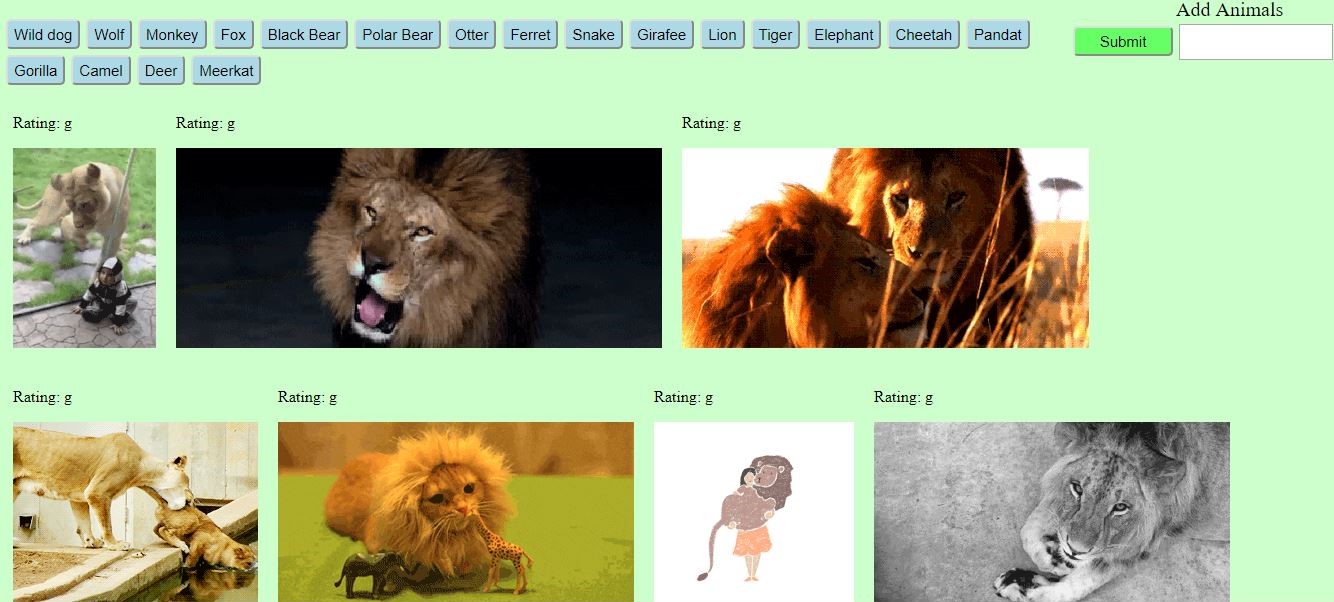 Add Animals
Wild dog Wolf Monkey Fox Black Bear Polar Bear Otter Ferret Snake Girafee Lion Tiger Elephant Cheetah Pandat
Submit
Gorilla Camel Deer Meerkat
Rating: g Rating: g Rating: g
Rating: g Rating: g Rating: g Rating: g